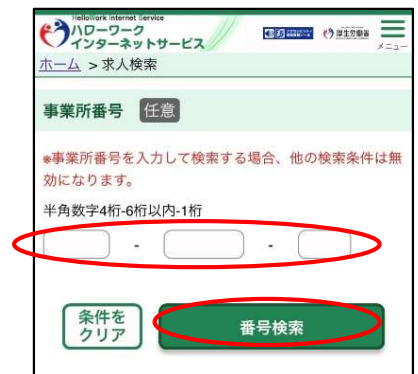 HelloWork Internet Service
ハローワーク
インターネットサービス
厚生労働省
メニュー
ホーム > 求人検索
事業所番号 任意
※事業所番号を入力して検索する場合、他の検索条件は無
効になります。
半角数字4桁-6桁以内-1桁
- -
条件を
クリア
番号検索